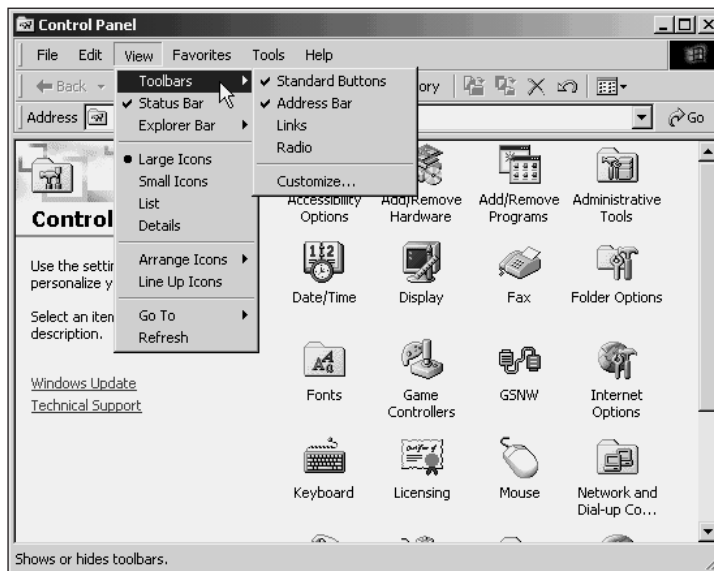 Control Panel
File Edit View Favorites Tools Help
Back
Address
Go
Toolbars
Status Bar
Explorer Bar
Large Icons
Small Icons
List
Details
Arrange Icons
Line Up Icons
Go To
Refresh
Standard Buttons
Address Bar
Links
Radio
Customize...
Control
Use the
personalize
Select an
description.
Windows Update
Technical Support
Accessibility
Options
Add/Remove
Hardware
Add/Remove
Programs
Administrative
Tools
Date/Time
Display
Fax
Folder Options
Fonts
Game
Controllers
GSNW
Internet
Options
Keyboard
Licensing
Mouse
Network and
Dial-up Co...
Shows or hides toolbars.